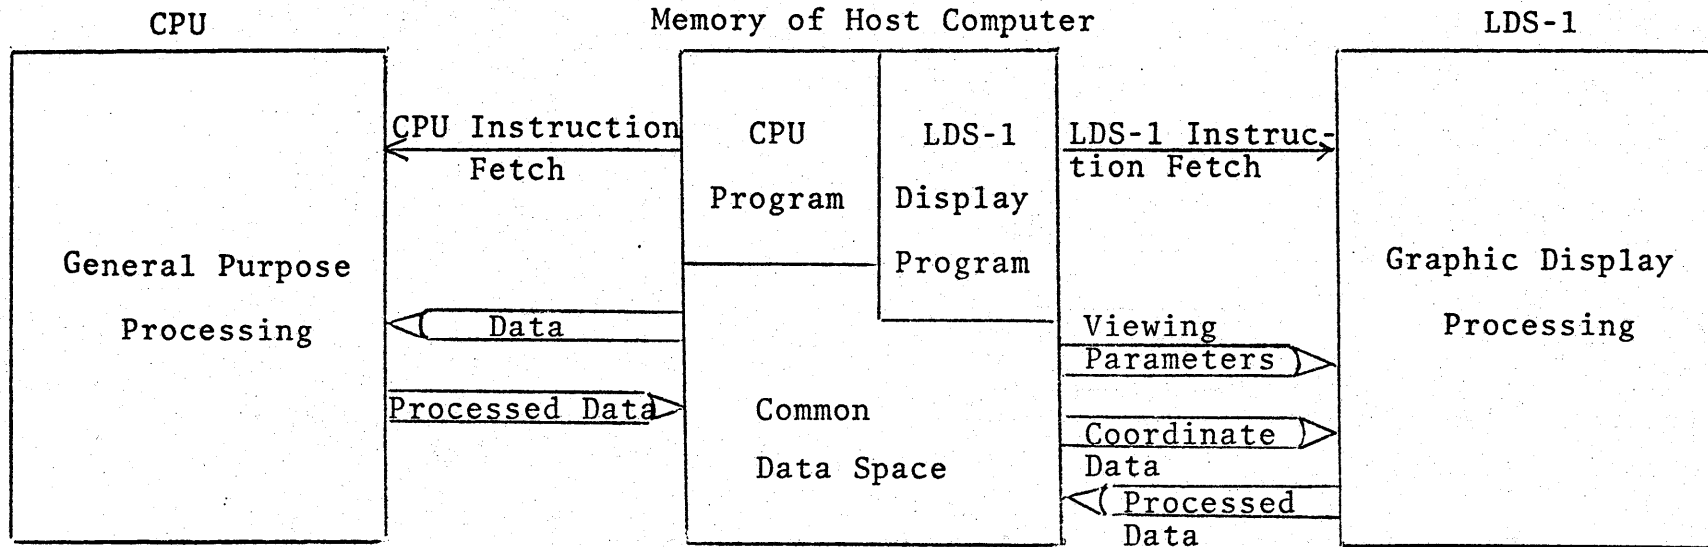 CPU
Memory of Host Computer
LDS-1
CPU Instruction
Fetch
CPU
Program
LDS-1
Display
Program
LDS-1 Instruc-
tion Fetch
General Purpose
Processing
Graphic Display
Processing
Data
Processed Data
Common
Data Space
Viewing
Parameters
Coordinate
Data
Processed
Data